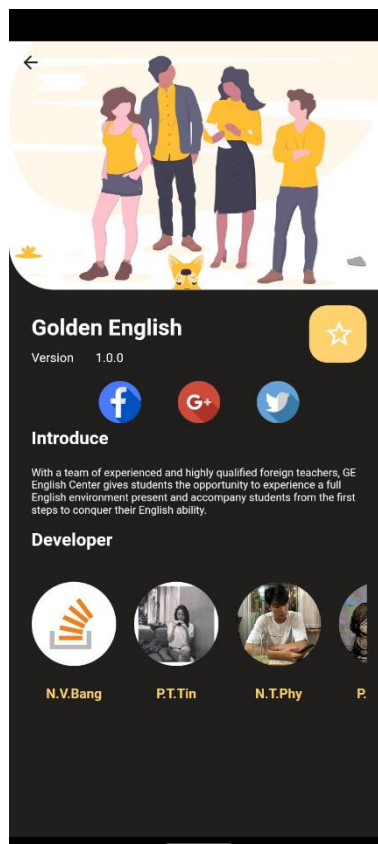 Golden English
Version 1.0.0
f G+
Introduce
With a team of experienced and highly qualified foreign teachers, GE
English Center gives students the opportunity to experience a full
English environment present and accompany students from the first
steps to conquer their English ability.
Developer
N.V.Bang P.T.Tin N.T.Phy P.